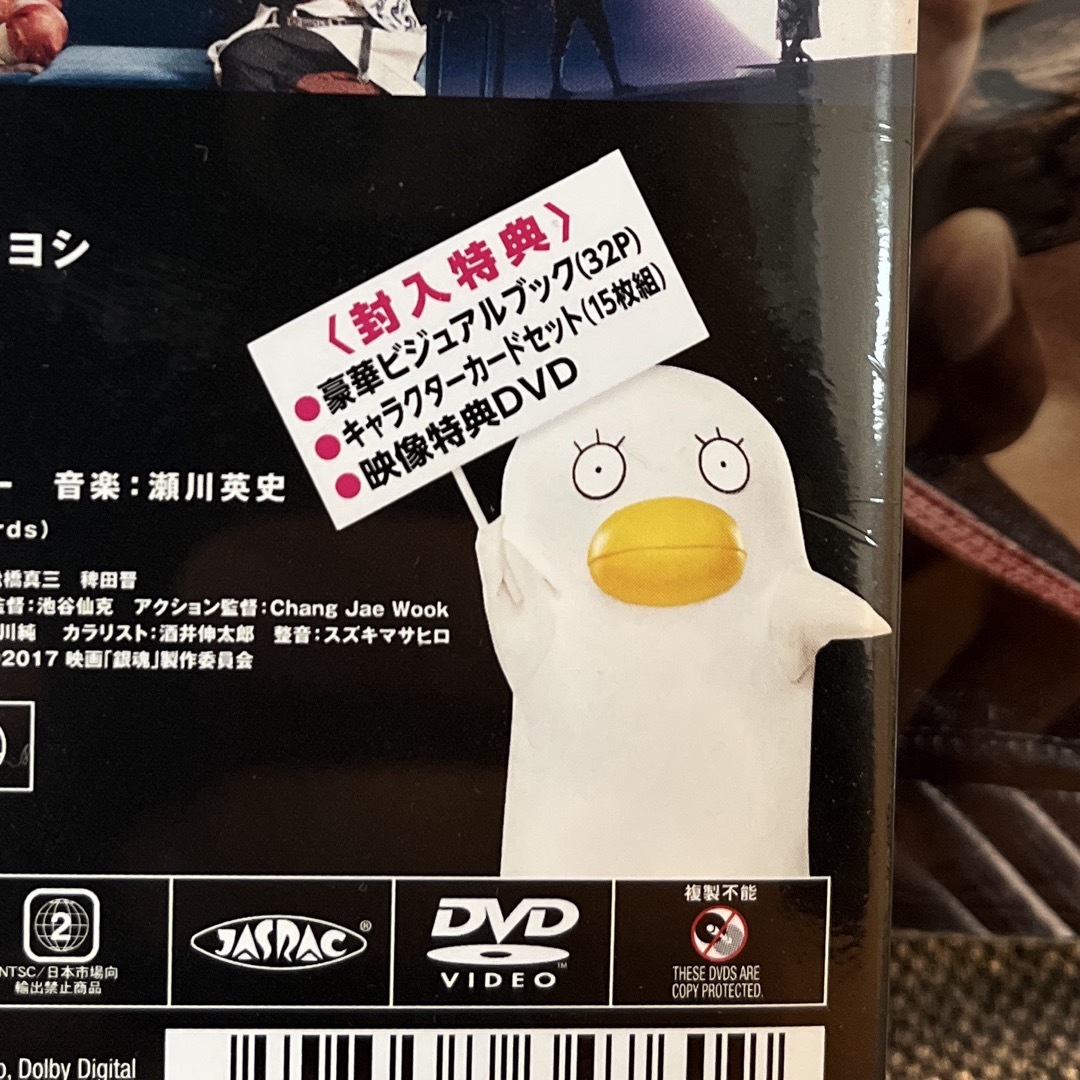 ヨシ
〈封入特典〉
●豪華ビジュアルブック(32P)
●キャラクターカードセット(15枚組)
●映像特典DVD
ー 音楽：瀬川英史
rds)
橋真三 稗田晋
監督：池谷仙克 アクション監督：Chang Jae Wook
川純 カラリスト：酒井伸太郎 整音：スズキマサヒロ
©2017 映画「銀魂」製作委員会
2
NTSC/日本市場向
輸出禁止商品
JASRAC®
DVD
VIDEO™
複製不能
THESE DVDS ARE
COPY PROTECTED.
o, Dolby Digital